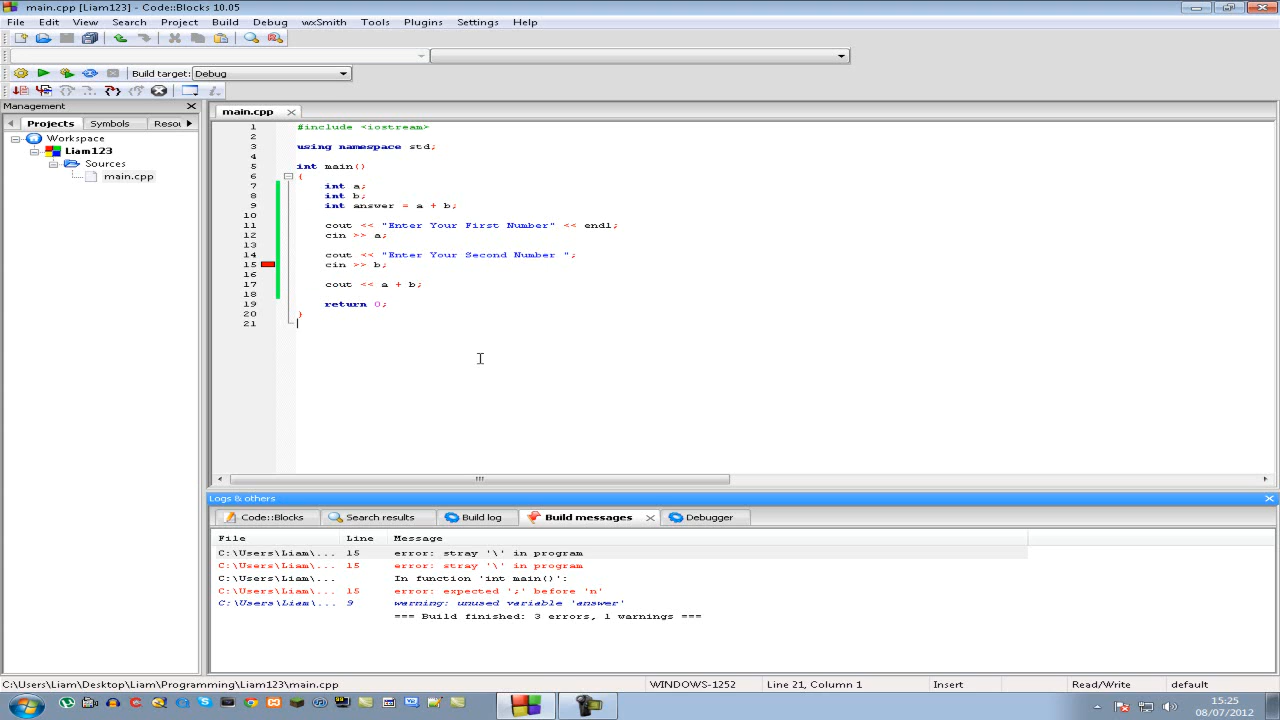 main.cpp [Liam123] - Code::Blocks 10.05
File Edit View Search Project Build Debug wxSmith Tools Plugins Settings Help
Build target: Debug
Management
Projects Symbols Resou
Workspace
Liam123
Sources
main.cpp
main.cpp
1 #include <iostream>
2
3 using namespace std;
4
5 int main()
6 {
7 int a;
8 int b;
9 int answer = a + b;
10
11 cout << "Enter Your First Number" << endl;
12 cin >> a;
13
14 cout << "Enter Your Second Number ";
15 cin >> b;
16
17 cout << a + b;
18
19 return 0;
20 }
21
Logs & others
Code::Blocks Search results Build log Build messages Debugger
File Line Message
C:\Users\Liam\... 15 error: stray '\' in program
C:\Users\Liam\... 15 error: stray '\' in program
C:\Users\Liam\... In function 'int main()':
C:\Users\Liam\... 15 error: expected ';' before 'n'
C:\Users\Liam\... 9 warning: unused variable 'answer'
=== Build finished: 3 errors, 1 warnings ===
C:\Users\Liam\Desktop\Liam\Programming\Liam123\main.cpp WINDOWS-1252 Line 21, Column 1 Insert Read/Write default
15:25
08/07/2012